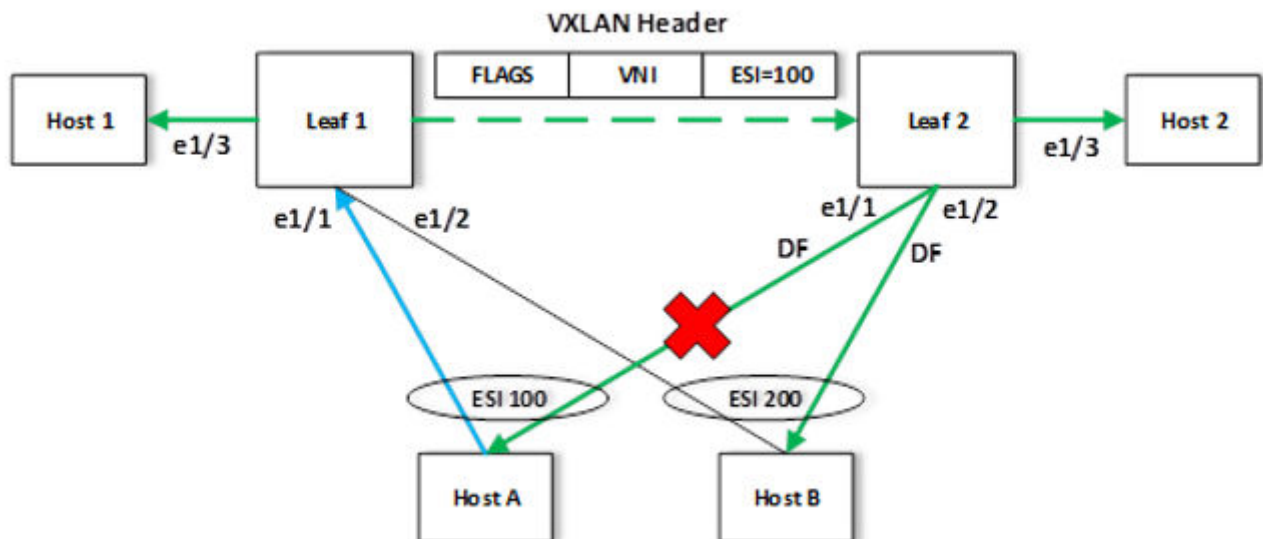 VXLAN Header
FLAGS VNI ESI=100
Host 1 Leaf 1 Leaf 2 Host 2
e1/3 e1/3
e1/1 e1/2 e1/1 e1/2
DF DF
ESI 100 ESI 200
Host A Host B